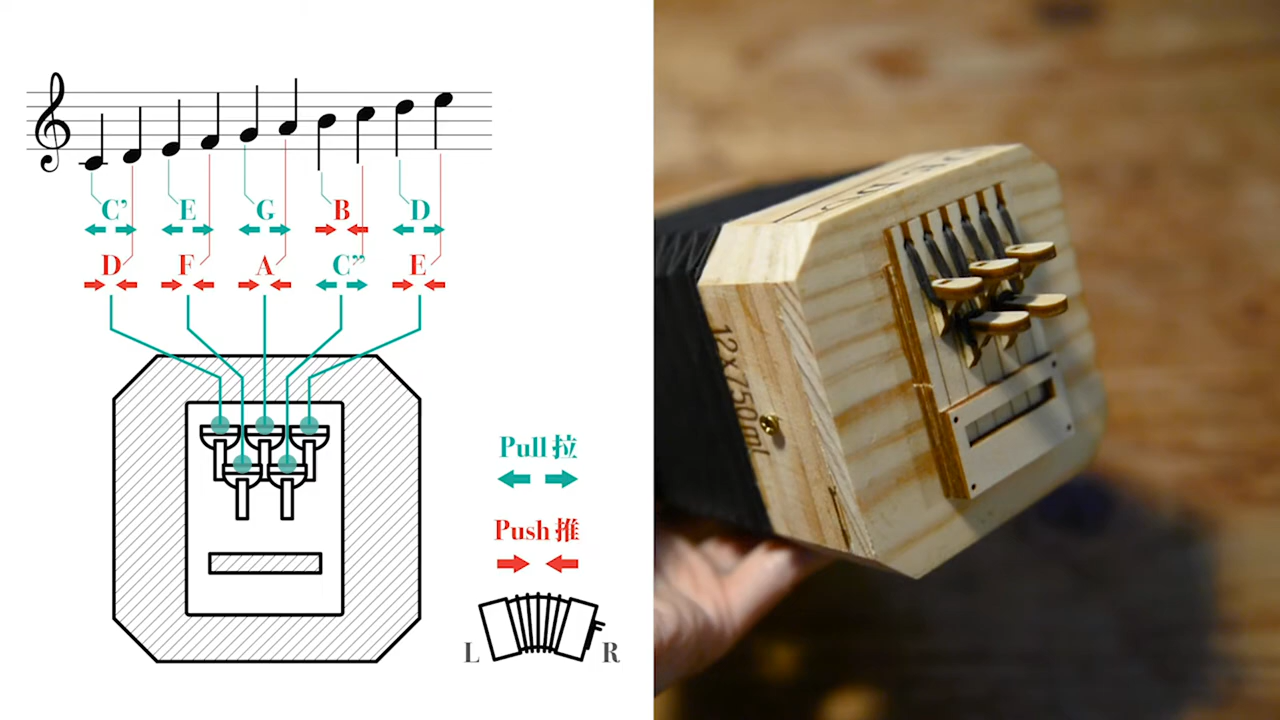 C’ E G B D
D F A C” E
Pull 拉
Push 推
L R
12x750ml